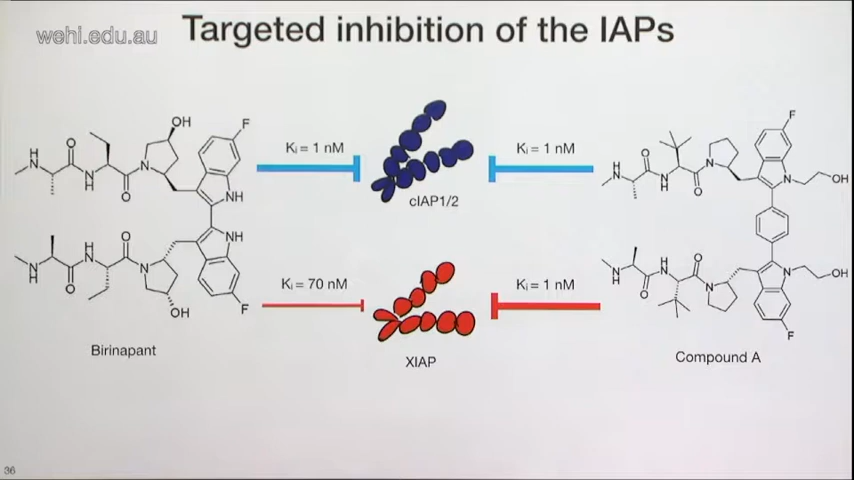 wehi.edu.au
Targeted inhibition of the IAPs
OH
F
H
N
O
N
H
O
N
NH
Kᵢ = 1 nM
cIAP1/2
Kᵢ = 1 nM
F
H
N
O
H
N
O
N
N
OH
H
N
O
H
N
O
N
NH
F
OH
Kᵢ = 70 nM
XIAP
Kᵢ = 1 nM
N
H
O
H
N
O
N
N
OH
F
Birinapant
Compound A
36